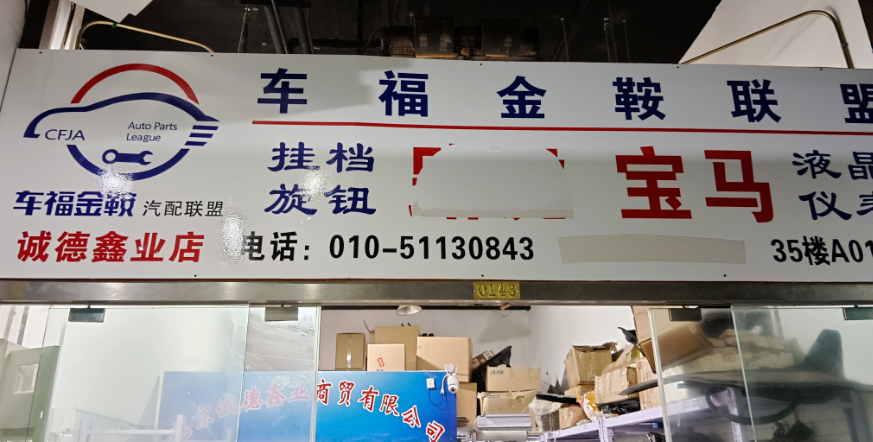 车福金鞍联盟
CFJA
Auto Parts
League
车福金鞍 汽配联盟
挂档
旋钮
宝马
液晶
仪表
诚德鑫业店
电话：010-51130843
35楼A01
0143
德鑫业商贸有限公司